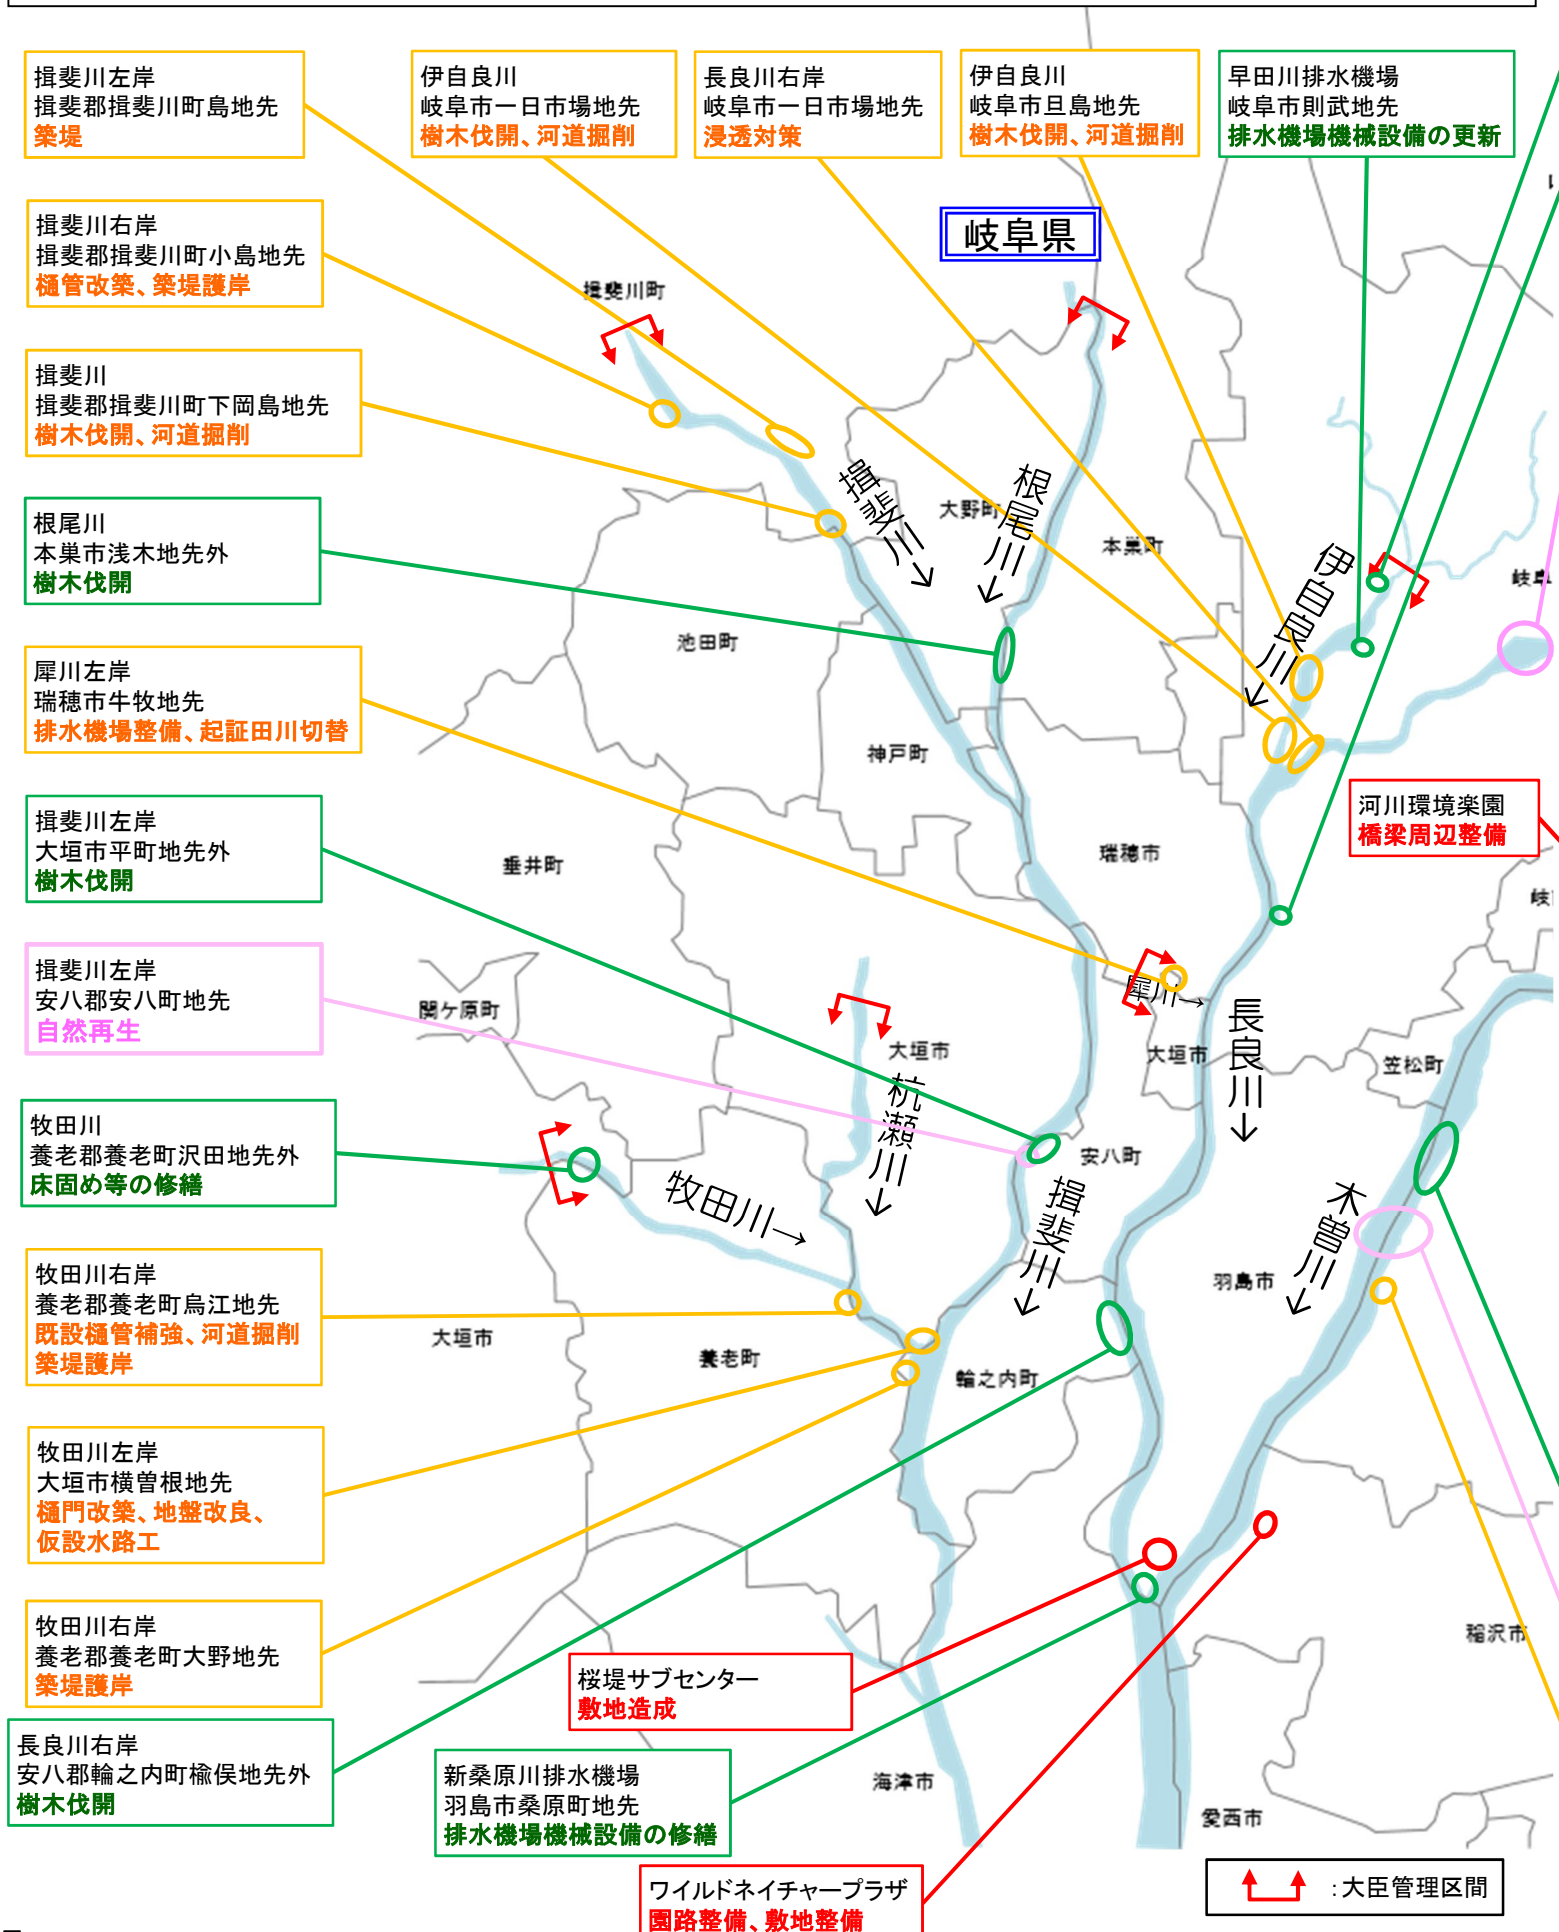 揖斐川左岸
揖斐郡揖斐川町島地先
築堤
伊自良川
岐阜市一日市場地先
樹木伐開、河道掘削
長良川右岸
岐阜市一日市場地先
浸透対策
伊自良川
岐阜市旦島地先
樹木伐開、河道掘削
早田川排水機場
岐阜市則武地先
排水機場機械設備の更新
揖斐川右岸
揖斐郡揖斐川町小島地先
樋管改築、築堤護岸
岐阜県
揖斐川町
揖斐川
揖斐郡揖斐川町下岡島地先
樹木伐開、河道掘削
揖斐川↓
根尾川↓
大野町
本巣町
伊自良川↓
岐阜
根尾川
本巣市浅木地先外
樹木伐開
池田町
犀川左岸
瑞穂市牛牧地先
排水機場整備、起証田川切替
神戸町
河川環境楽園
橋梁周辺整備
揖斐川左岸
大垣市平町地先外
樹木伐開
垂井町
瑞穂市
岐
揖斐川左岸
安八郡安八町地先
自然再生
関ケ原町
犀川→
長良川↓
大垣市
大垣市
笠松町
杭瀬川↓
牧田川
養老郡養老町沢田地先外
床固め等の修繕
安八町
牧田川→
揖斐川↓
木曽川↓
牧田川右岸
養老郡養老町烏江地先
既設樋管補強、河道掘削
築堤護岸
羽島市
大垣市
養老町
輪之内町
牧田川左岸
大垣市横曽根地先
樋門改築、地盤改良、
仮設水路工
牧田川右岸
養老郡養老町大野地先
築堤護岸
稲沢市
桜堤サブセンター
敷地造成
長良川右岸
安八郡輪之内町楡俣地先外
樹木伐開
新桑原川排水機場
羽島市桑原町地先
排水機場機械設備の修繕
海津市
愛西市
ワイルドネイチャープラザ
園路整備、敷地整備
：大臣管理区間